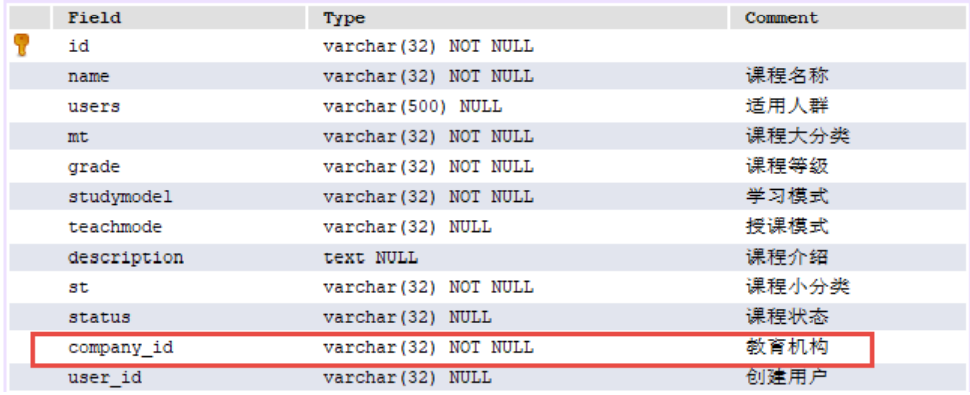 Field Type Comment
id varchar(32) NOT NULL
name varchar(32) NOT NULL 课程名称
users varchar(500) NULL 适用人群
mt varchar(32) NOT NULL 课程大分类
grade varchar(32) NOT NULL 课程等级
studymodel varchar(32) NOT NULL 学习模式
teachmode varchar(32) NULL 授课模式
description text NULL 课程介绍
st varchar(32) NOT NULL 课程小分类
status varchar(32) NULL 课程状态
company_id varchar(32) NOT NULL 教育机构
user_id varchar(32) NULL 创建用户